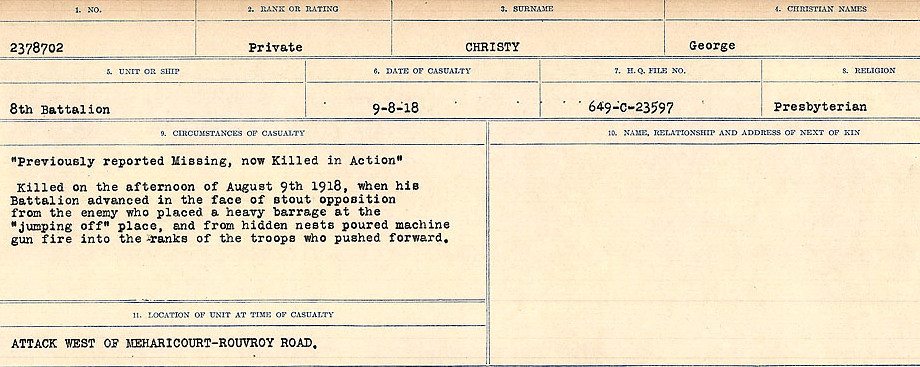 1. NO. 2. RANK OR RATING 3. SURNAME 4. CHRISTIAN NAMES
2378702 Private CHRISTY George
5. UNIT OR SHIP 6. DATE OF CASUALTY 7. H.Q. FILE NO. 8. RELIGION
8th Battalion 9-8-18 649-C-23597 Presbyterian
9. CIRCUMSTANCES OF CASUALTY
"Previously reported Missing, now Killed in Action"
Killed on the afternoon of August 9th 1918, when his
Battalion advanced in the face of stout opposition
from the enemy who placed a heavy barrage at the
"jumping off" place, and from hidden nests poured machine
gun fire into the ranks of the troops who pushed forward.
11. LOCATION OF UNIT AT TIME OF CASUALTY
ATTACK WEST OF MEHARICOURT-ROUVROY ROAD.
10. NAME, RELATIONSHIP AND ADDRESS OF NEXT OF KIN